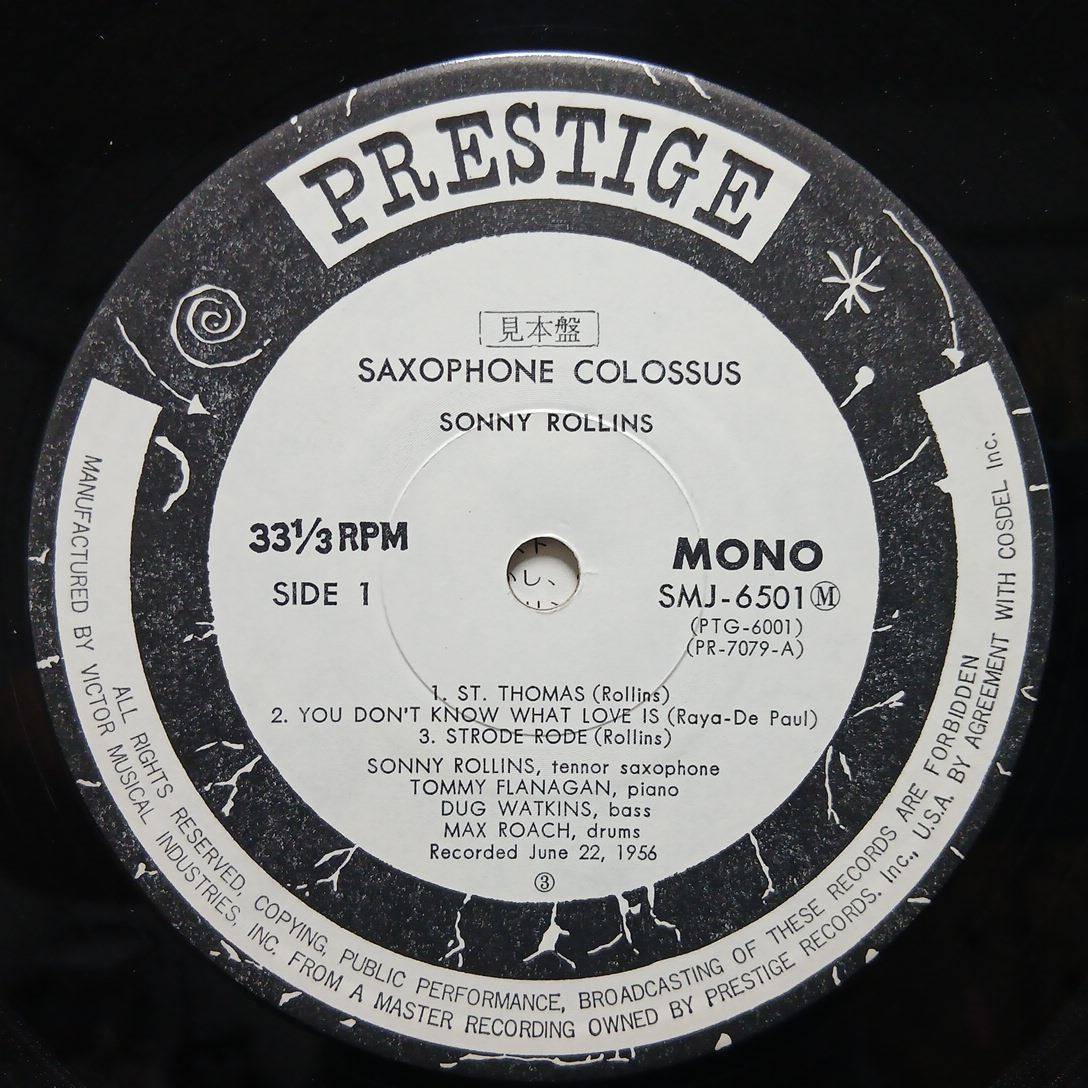 PRESTIGE
見本盤
SAXOPHONE COLOSSUS
SONNY ROLLINS
33 1/3 RPM
SIDE 1
MONO
SMJ-6501Ⓜ
(PTG-6001)
(PR-7079-A)
1. ST. THOMAS (Rollins)
2. YOU DON'T KNOW WHAT LOVE IS (Raya-De Paul)
3. STRODE RODE (Rollins)
SONNY ROLLINS, tennor saxophone
TOMMY FLANAGAN, piano
DUG WATKINS, bass
MAX ROACH, drums
Recorded June 22, 1956
③
ALL RIGHTS RESERVED, COPYING, PUBLIC PERFORMANCE, BROADCASTING OF THESE RECORDS ARE FORBIDDEN
MANUFACTURED BY VICTOR MUSICAL INDUSTRIES, INC. FROM A MASTER RECORDING OWNED BY PRESTIGE RECORDS. Inc., U.S.A. BY AGREEMENT WITH COSDEL Inc.